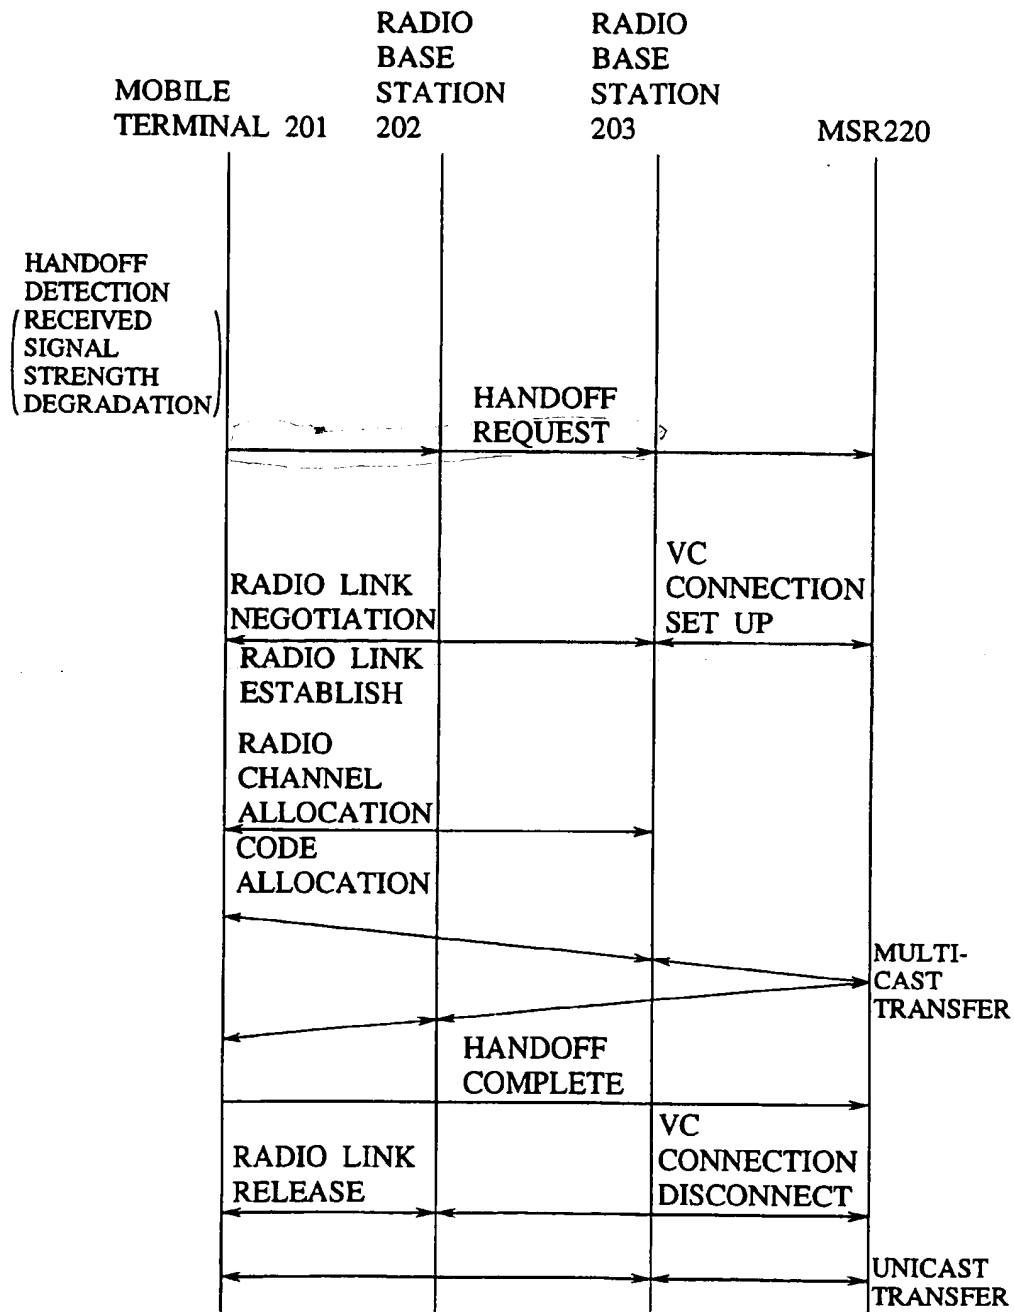 MOBILE
TERMINAL 201
RADIO
BASE
STATION
202
RADIO
BASE
STATION
203
MSR220
HANDOFF
DETECTION
(RECEIVED
SIGNAL
STRENGTH
DEGRADATION)
HANDOFF
REQUEST
RADIO LINK
NEGOTIATION
VC
CONNECTION
SET UP
RADIO LINK
ESTABLISH
RADIO
CHANNEL
ALLOCATION
CODE
ALLOCATION
MULTI-
CAST
TRANSFER
HANDOFF
COMPLETE
RADIO LINK
RELEASE
VC
CONNECTION
DISCONNECT
UNICAST
TRANSFER